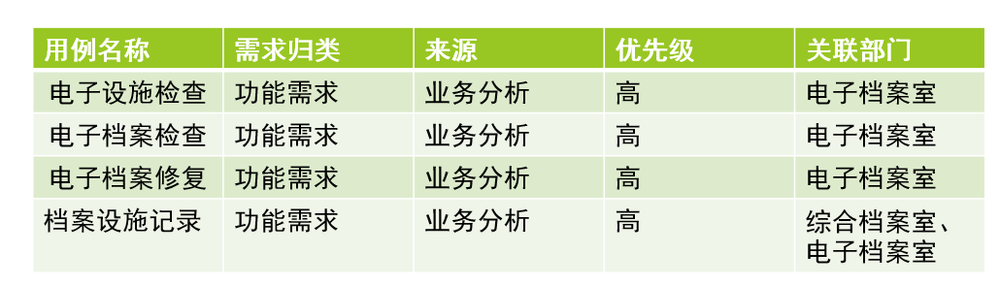 用例名称 需求归类 来源 优先级 关联部门
电子设施检查 功能需求 业务分析 高 电子档案室
电子档案检查 功能需求 业务分析 高 电子档案室
电子档案修复 功能需求 业务分析 高 电子档案室
档案设施记录 功能需求 业务分析 高 综合档案室、
电子档案室